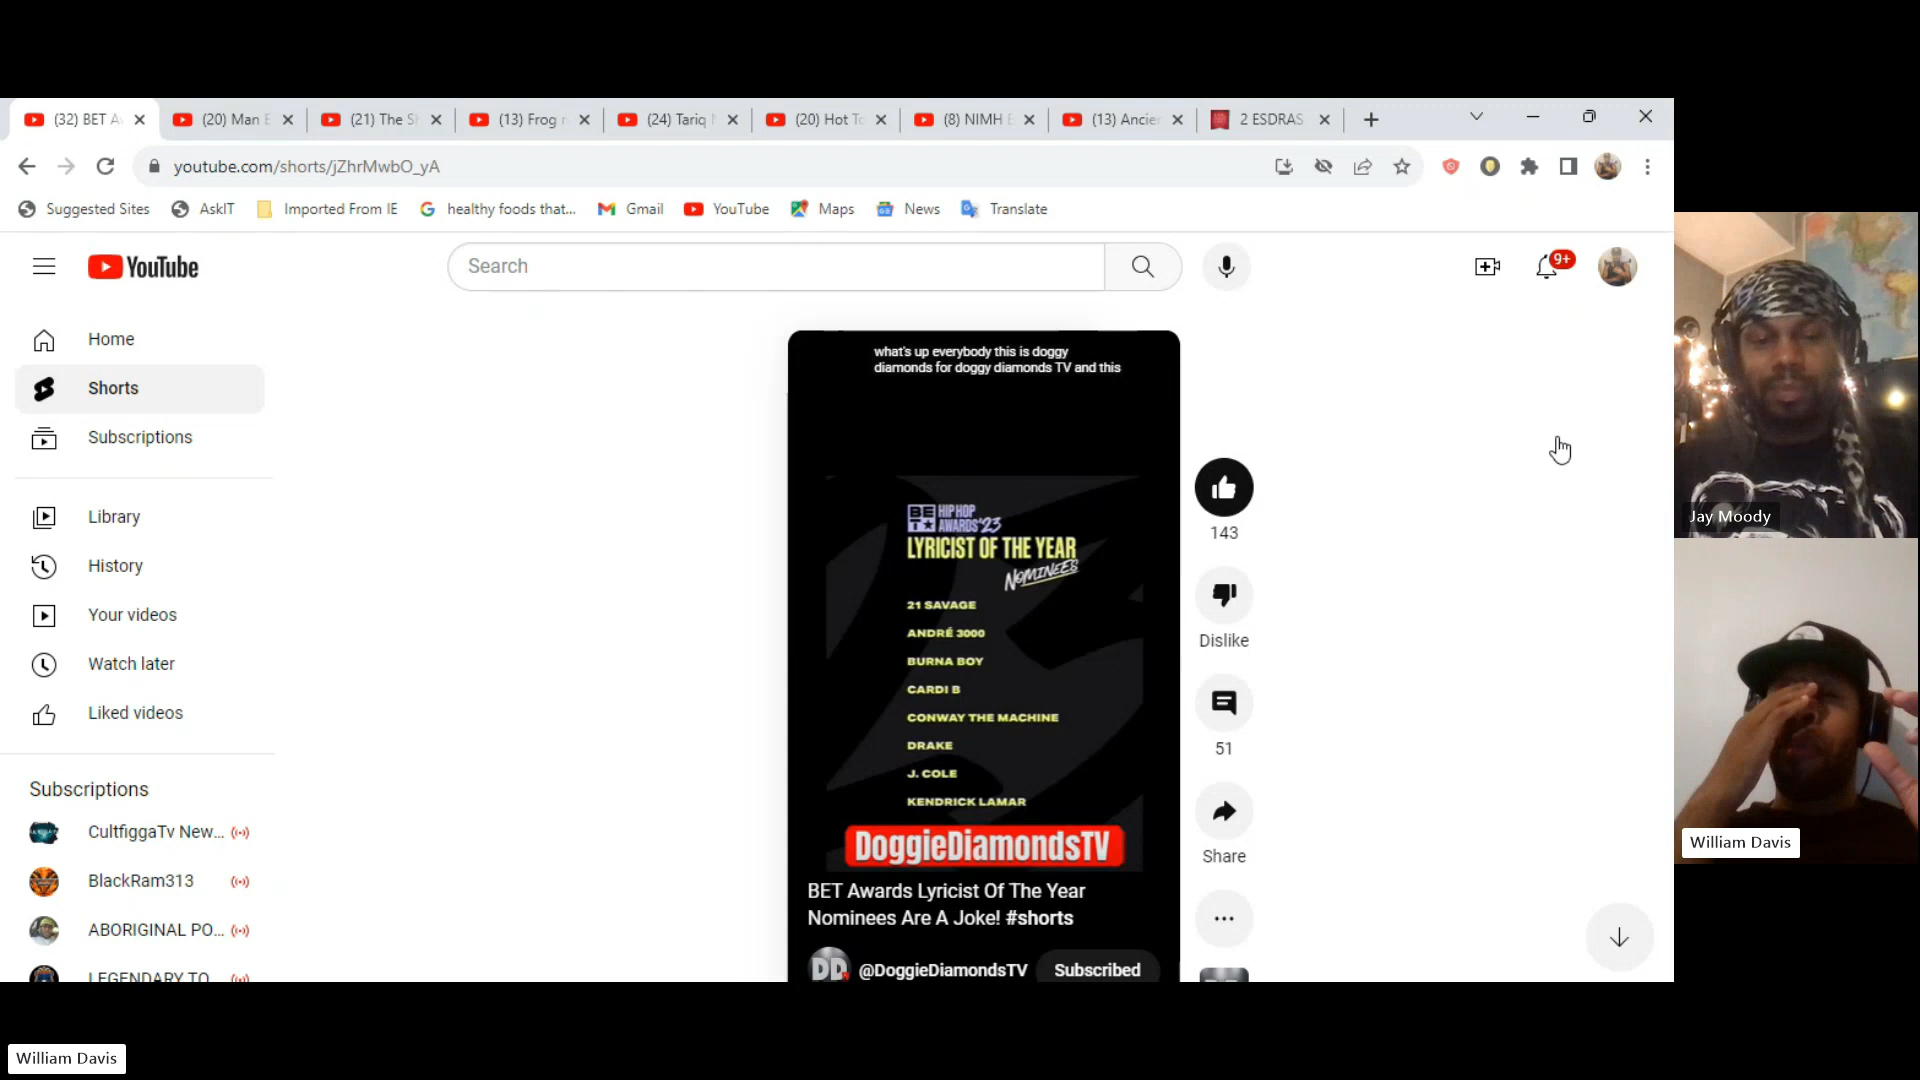 (32) BET A
(20) Man E
(21) The S
(13) Frog
(24) Tariq
(20) Hot To
(8) NIMH
(13) Ancie
2 ESDRAS
youtube.com/shorts/jZhrMwbO_yA
Suggested Sites
AskIT
Imported From IE
healthy foods that...
Gmail
YouTube
Maps
News
Translate
YouTube
Search
9+
Home
Shorts
Subscriptions
Library
History
Your videos
Watch later
Liked videos
Subscriptions
CultfiggaTv New...
BlackRam313
ABORIGINAL PO...
LEGENDARY TO
what's up everybody this is doggy
diamonds for doggy diamonds TV and this
BET HIP HOP
AWARDS'23
LYRICIST OF THE YEAR
NOMINEES
21 SAVAGE
ANDRÉ 3000
BURNA BOY
CARDI B
CONWAY THE MACHINE
DRAKE
J. COLE
KENDRICK LAMAR
DoggieDiamondsTV
BET Awards Lyricist Of The Year
Nominees Are A Joke! #shorts
DD
@DoggieDiamondsTV
Subscribed
143
Dislike
51
Share
Jay Moody
William Davis
William Davis